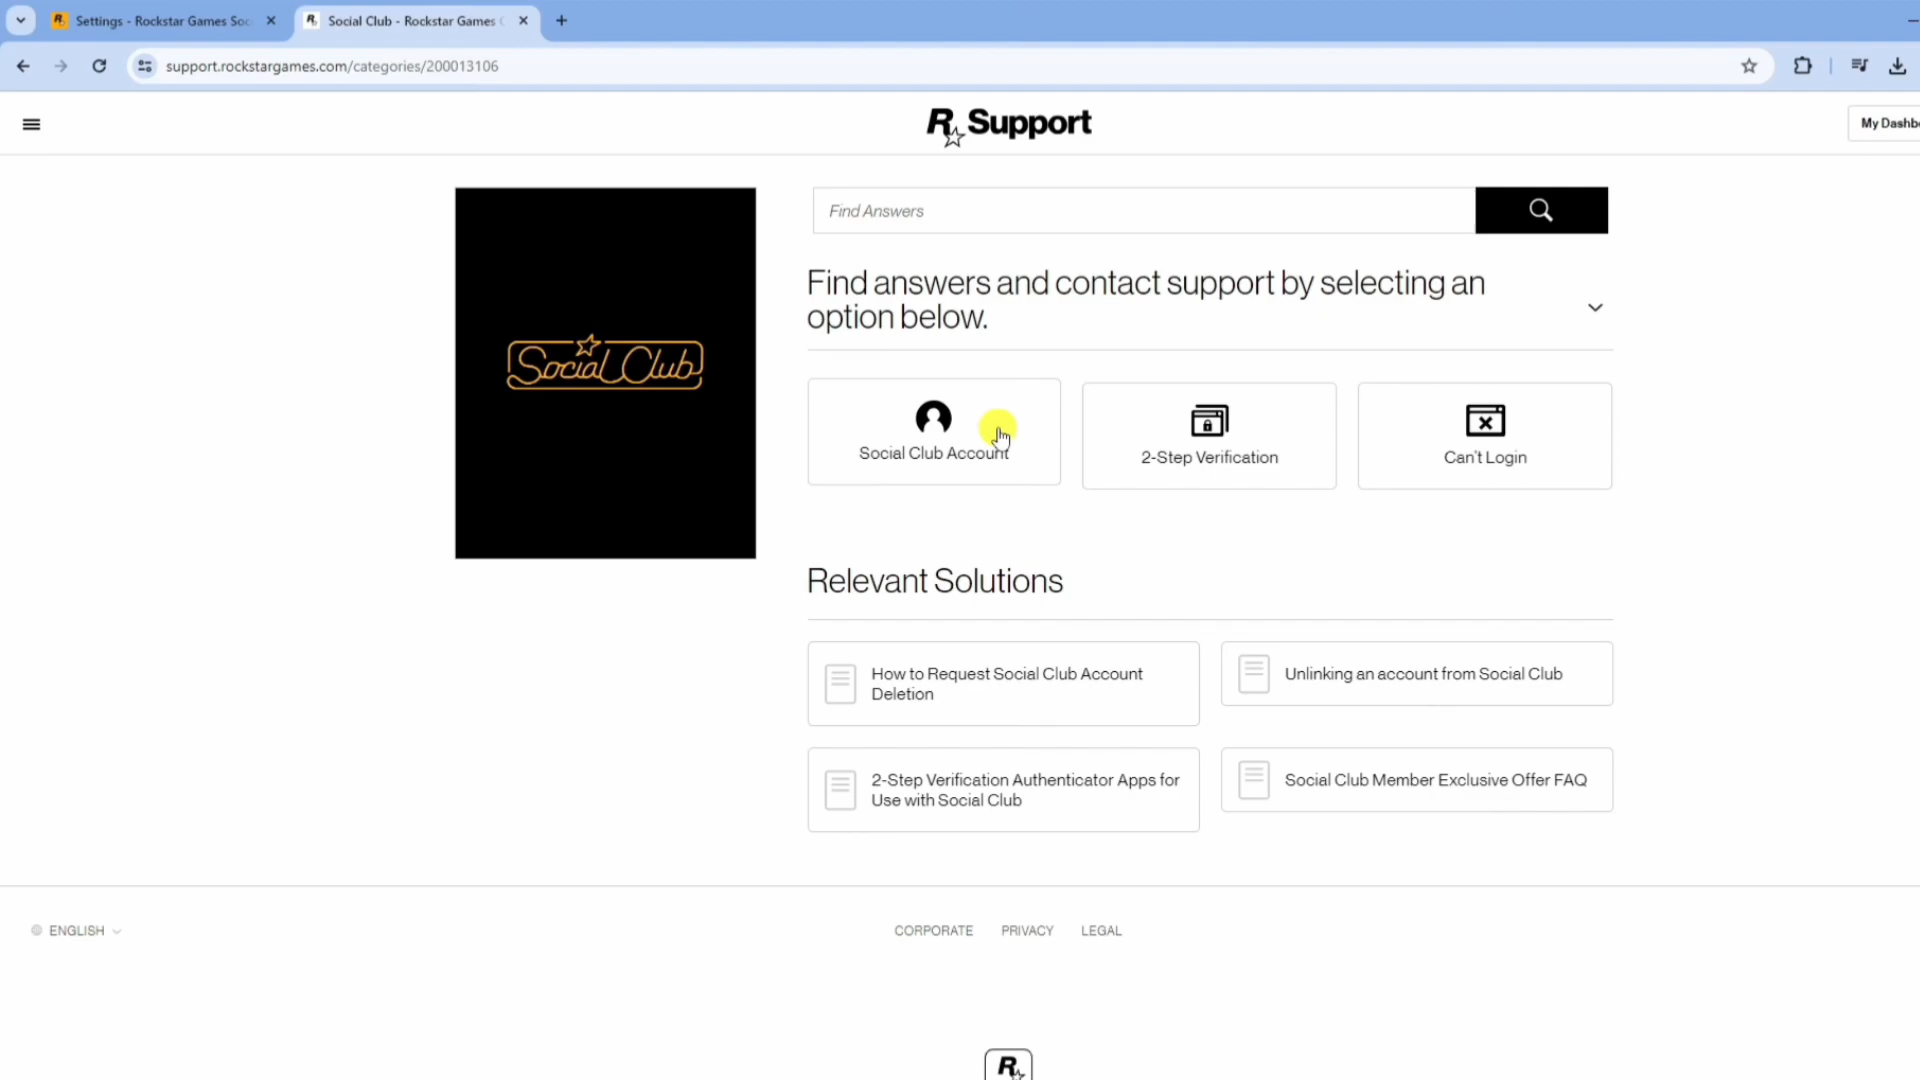 Settings - Rockstar Games Soc
Social Club - Rockstar Games C
support.rockstargames.com/categories/200013106
R Support
My Dashb
Find Answers
Find answers and contact support by selecting an
option below.
Social Club
Social Club Account
2-Step Verification
Can't Login
Relevant Solutions
How to Request Social Club Account
Deletion
Unlinking an account from Social Club
2-Step Verification Authenticator Apps for
Use with Social Club
Social Club Member Exclusive Offer FAQ
ENGLISH
CORPORATE PRIVACY LEGAL
R